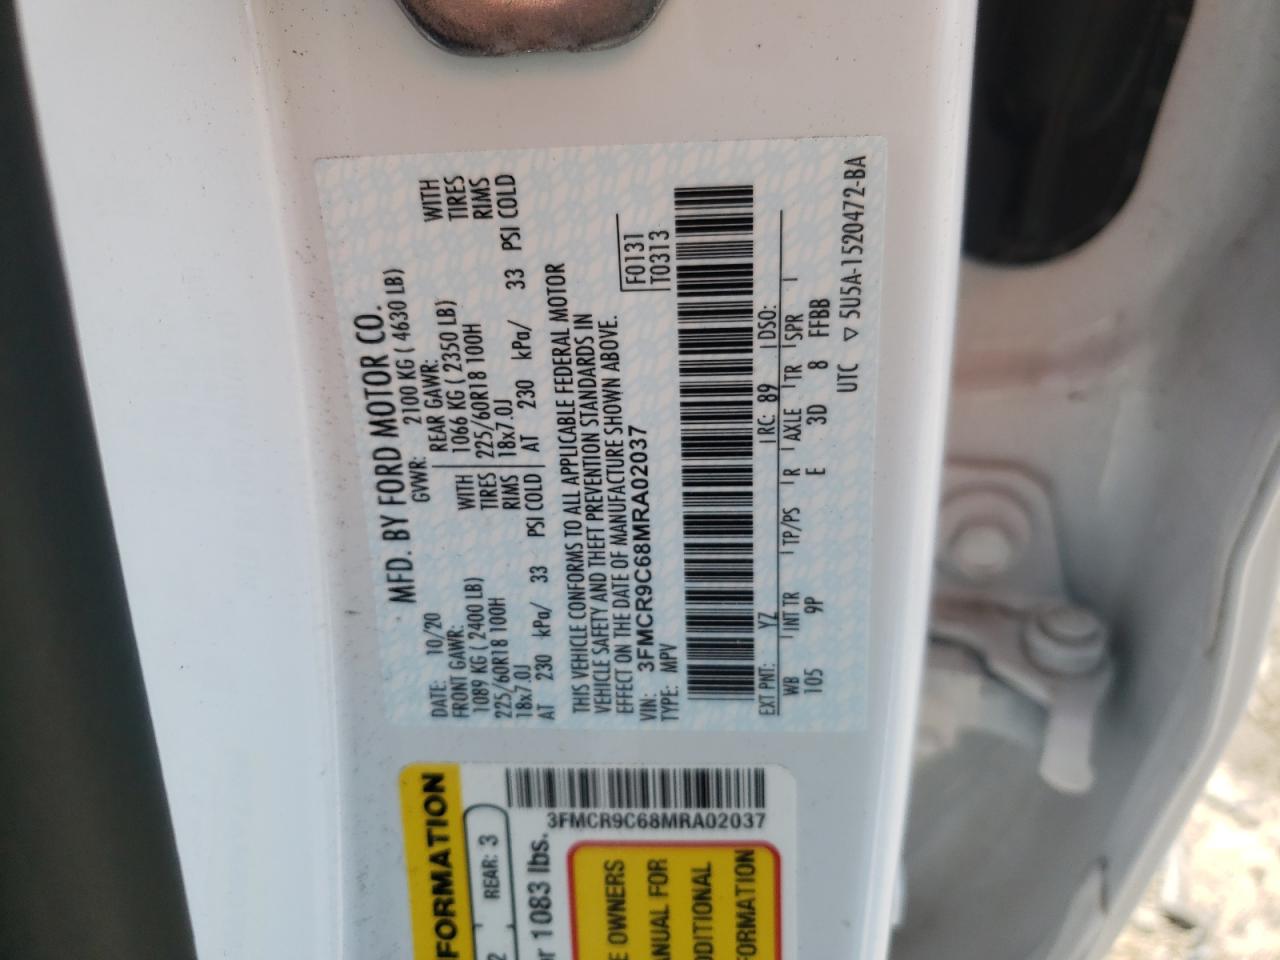 MFD. BY FORD MOTOR CO.
DATE: 10/20 GVWR: 2100 KG ( 4630 LB)
FRONT GAWR: REAR GAWR:
1089 KG ( 2400 LB) WITH 1066 KG ( 2350 LB) WITH
225/60R18 100H TIRES 225/60R18 100H TIRES
18x7.0J RIMS 18x7.0J RIMS
AT 230 kPa/ 33 PSI COLD AT 230 kPa/ 33 PSI COLD
THIS VEHICLE CONFORMS TO ALL APPLICABLE FEDERAL MOTOR
VEHICLE SAFETY AND THEFT PREVENTION STANDARDS IN
EFFECT ON THE DATE OF MANUFACTURE SHOWN ABOVE.
VIN: 3FMCR9C68MRA02037 F0131
TYPE: MPV T0313
EXT PNT: YZ RC: 89 DSO:
WB INT TR TP/PS R AXLE TR SPR
105 9P E 3D 8 FFBB
UTC ▽ 5U5A-1520472-BA
FORMATION
2 REAR: 3
3FMCR9C68MRA02037
or 1083 lbs.
E OWNERS
ANUAL FOR
DDITIONAL
FORMATION